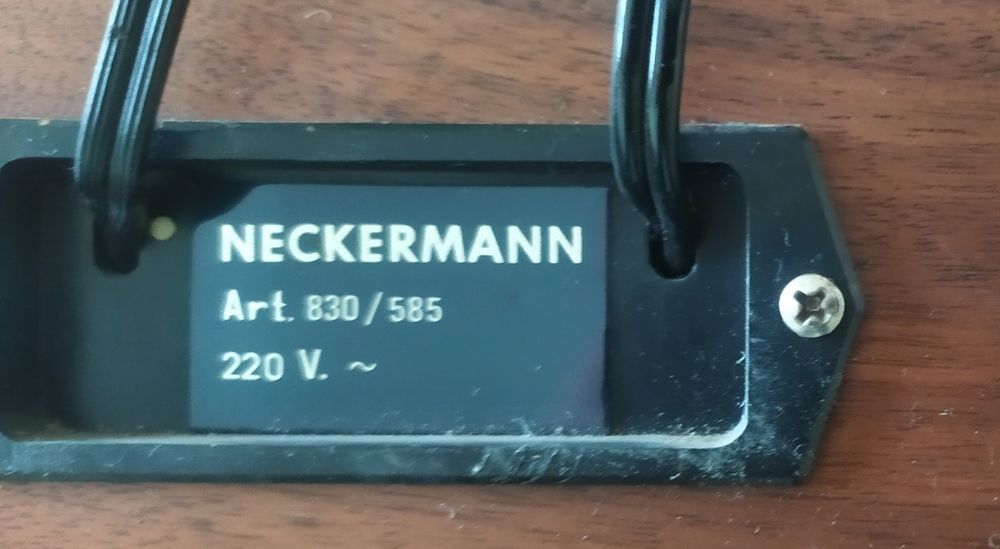 NECKERMANN
Art. 830/585
220 V. ~